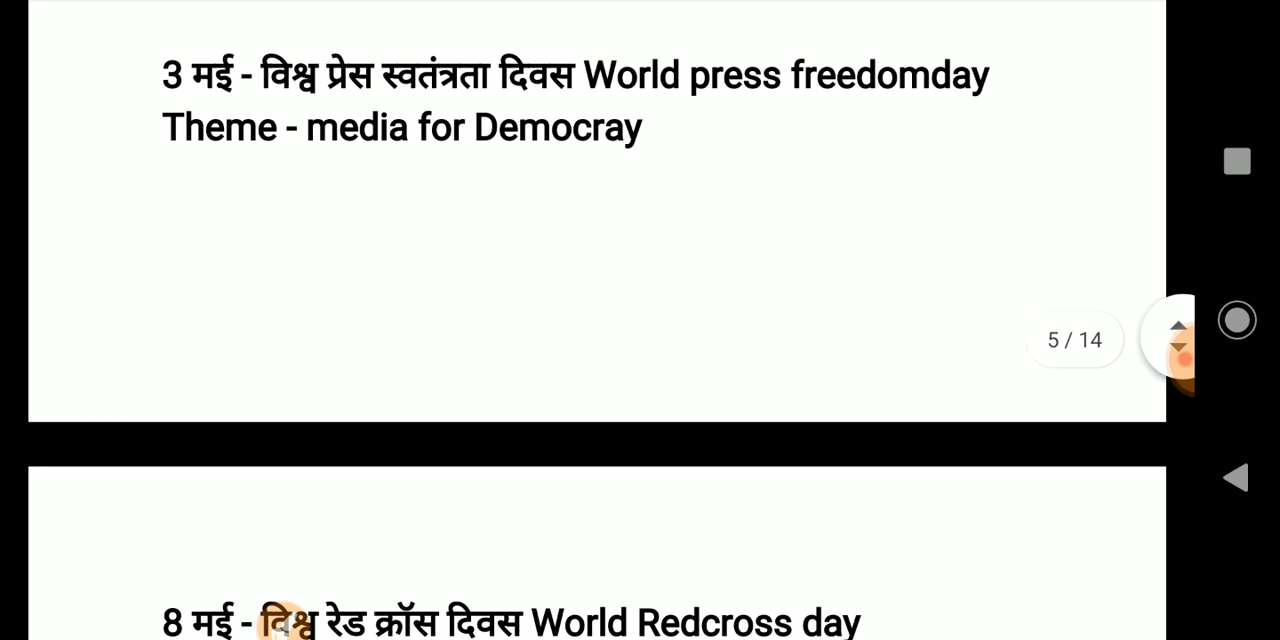 3 मई - विश्व प्रेस स्वतंत्रता दिवस World press freedomday
Theme - media for Democray
5 / 14
8 मई - विश्व रेड क्रॉस दिवस World Redcross day